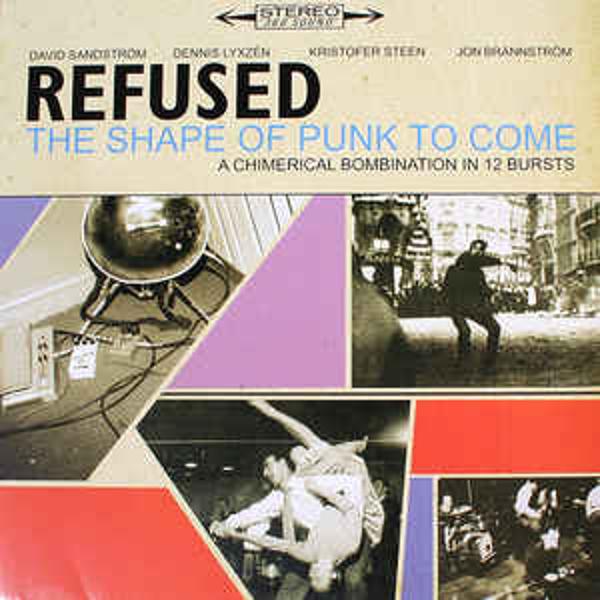 STEREO
360 SOUND
DAVID SANDSTRÖM DENNIS LYXZÉN KRISTOFER STEEN JON BRÄNNSTRÖM
REFUSED
THE SHAPE OF PUNK TO COME
A CHIMERICAL BOMBINATION IN 12 BURSTS